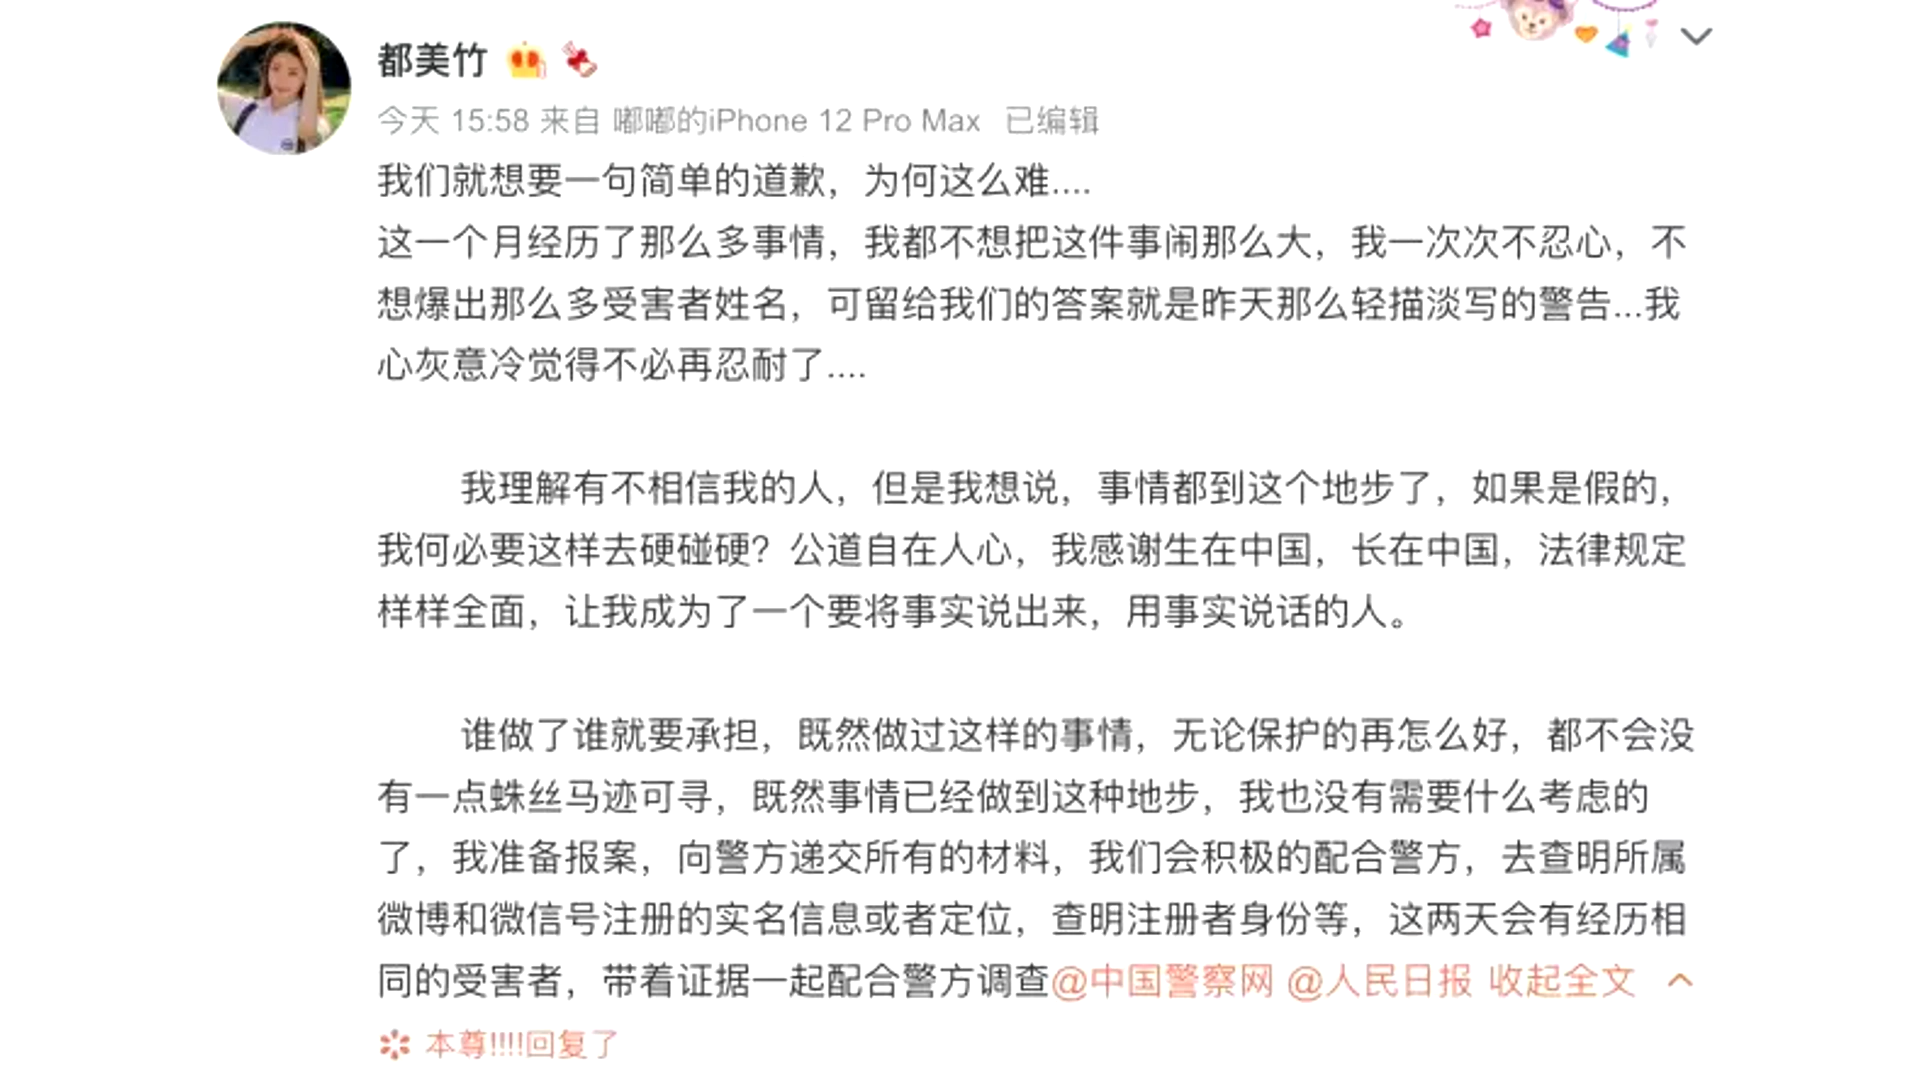 都美竹
今天 15:58 来自 嘟嘟的iPhone 12 Pro Max 已编辑
我们就想要一句简单的道歉，为何这么难....
这一个月经历了那么多事情，我都不想把这件事闹那么大，我一次次不忍心，不
想爆出那么多受害者姓名，可留给我们的答案就是昨天那么轻描淡写的警告...我
心灰意冷觉得不必再忍耐了....
我理解有不相信我的人，但是我想说，事情都到这个地步了，如果是假的，
我何必要这样去硬碰硬？公道自在人心，我感谢生在中国，长在中国，法律规定
样样全面，让我成为了一个要将事实说出来，用事实说话的人。
谁做了谁就要承担，既然做过这样的事情，无论保护的再怎么好，都不会没
有一点蛛丝马迹可寻，既然事情已经做到这种地步，我也没有需要什么考虑的
了，我准备报案，向警方递交所有的材料，我们会积极的配合警方，去查明所属
微博和微信号注册的实名信息或者定位，查明注册者身份等，这两天会有经历相
同的受害者，带着证据一起配合警方调查@中国警察网 @人民日报 收起全文
本尊!!!!回复了